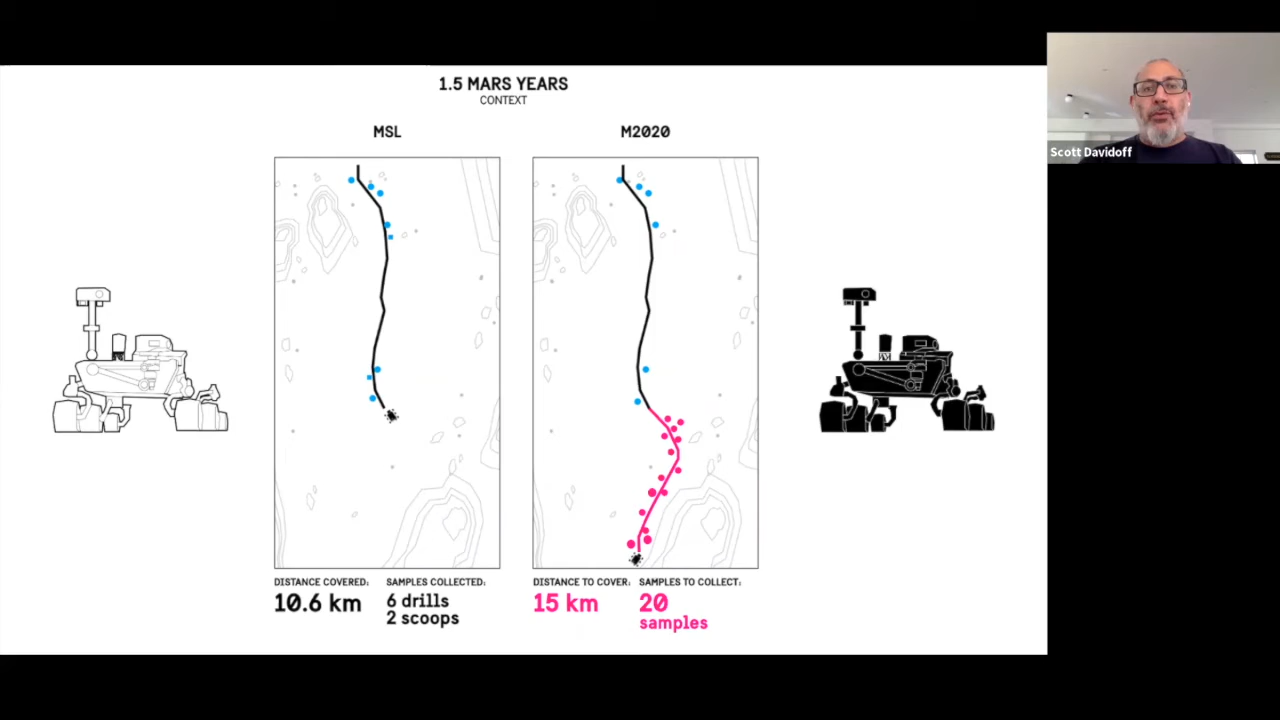 1.5 MARS YEARS
CONTEXT
MSL
M2020
Scott Davidoff
DISTANCE COVERED:
SAMPLES COLLECTED:
10.6 km
6 drills
2 scoops
DISTANCE TO COVER:
SAMPLES TO COLLECT:
15 km
20
samples